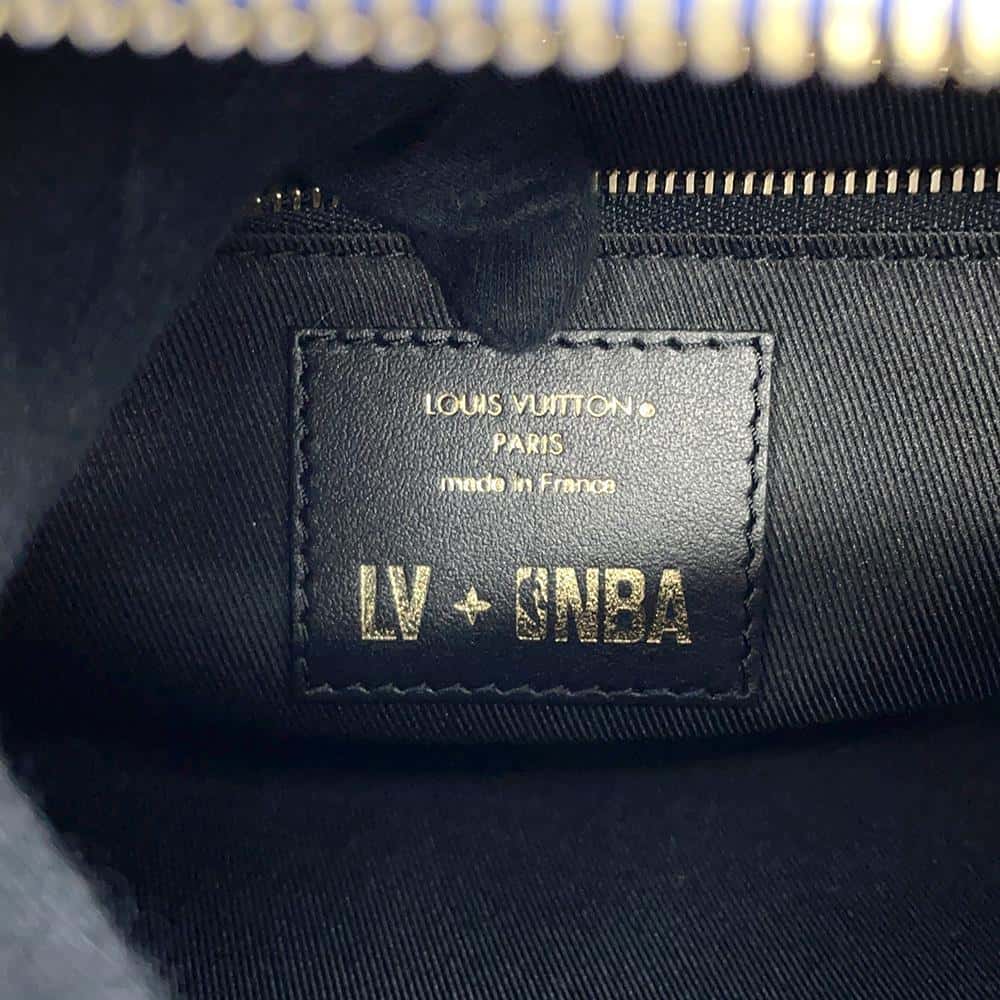 LOUIS VUITTON®
PARIS
made in France
LV + NBA